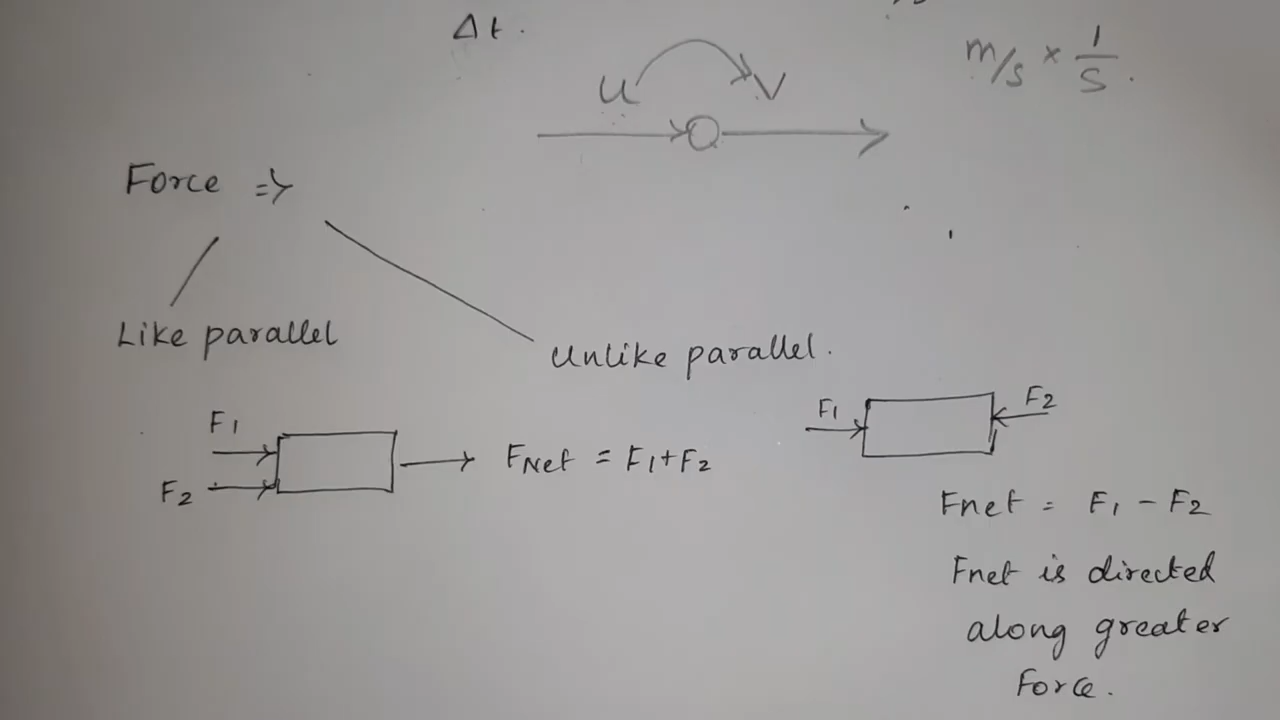 Δt.
m/s × 1/s.
u v
Force =>
Like parallel
Unlike parallel.
F1
F2
FNet = F1+F2
F1
F2
Fnet = F1 - F2
Fnet is directed
along greater
Force.